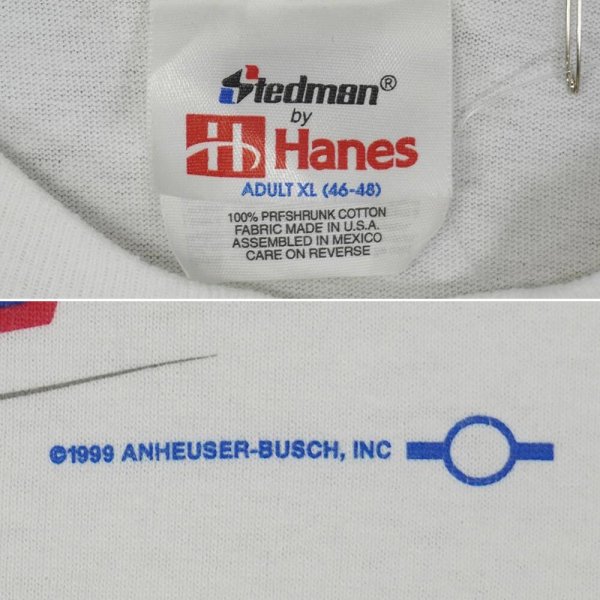 Stedman®
by
Hanes
ADULT XL (46-48)
100% PRFSHRUNK COTTON
FABRIC MADE IN U.S.A.
ASSEMBLED IN MEXICO
CARE ON REVERSE
©1999 ANHEUSER-BUSCH, INC